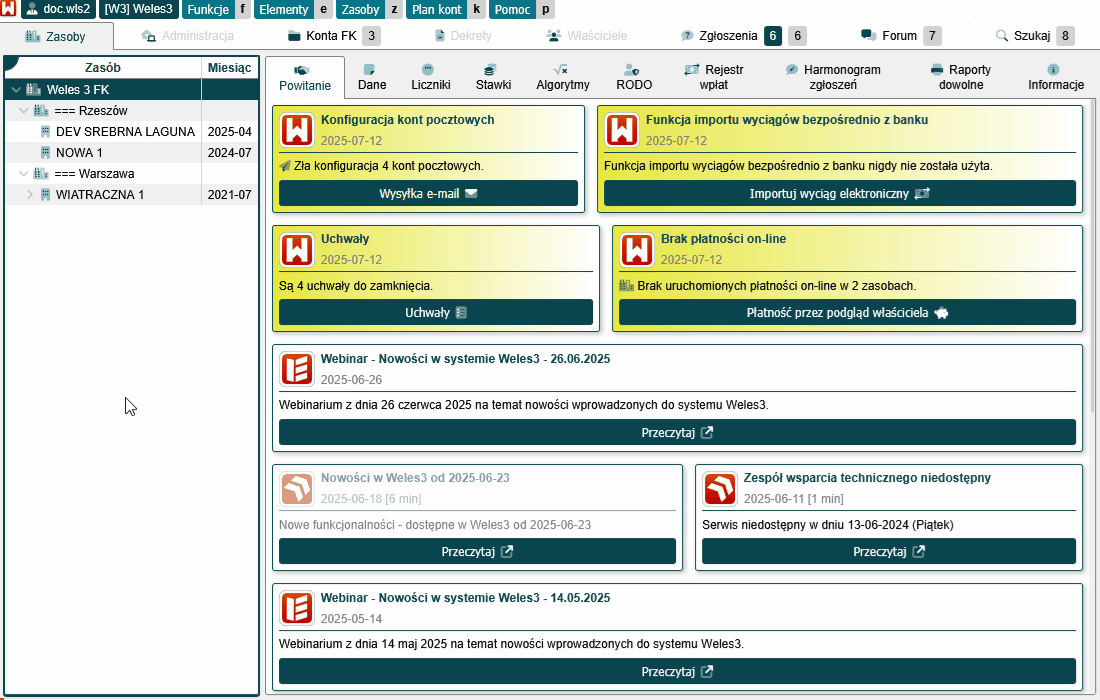 doc.wls2 [W3] Weles3 Funkcje f Elementy e Zasoby z Plan kont k Pomoc p
Zasoby Administracja Konta FK 3 Dekrety Właściciele Zgłoszenia 6 6 Forum 7 Szukaj 8
Zasób Miesiąc
Weles 3 FK
=== Rzeszów
DEV SREBRNA LAGUNA 2025-04
NOWA 1 2024-07
=== Warszawa
WIATRACZNA 1 2021-07
Powitanie Dane Liczniki Stawki Algorytmy RODO Rejestr wpłat Harmonogram zgłoszeń Raporty dowolne Informacje
Konfiguracja kont pocztowych
2025-07-12
Zła konfiguracja 4 kont pocztowych.
Wysyłka e-mail
Funkcja importu wyciągów bezpośrednio z banku
2025-07-12
Funkcja importu wyciągów bezpośrednio z banku nigdy nie została użyta.
Importuj wyciąg elektroniczny
Uchwały
2025-07-12
Są 4 uchwały do zamknięcia.
Uchwały
Brak płatności on-line
2025-07-12
Brak uruchomionych płatności on-line w 2 zasobach.
Płatność przez podgląd właściciela
Webinar - Nowości w systemie Weles3 - 26.06.2025
2025-06-26
Webinarium z dnia 26 czerwca 2025 na temat nowości wprowadzonych do systemu Weles3.
Przeczytaj
Nowości w Weles3 od 2025-06-23
2025-06-18 [6 min]
Nowe funkcjonalności - dostępne w Weles3 od 2025-06-23
Przeczytaj
Zespół wsparcia technicznego niedostępny
2025-06-11 [1 min]
Serwis niedostępny w dniu 13-06-2024 (Piątek)
Przeczytaj
Webinar - Nowości w systemie Weles3 - 14.05.2025
2025-05-14
Webinarium z dnia 14 maj 2025 na temat nowości wprowadzonych do systemu Weles3.
Przeczytaj